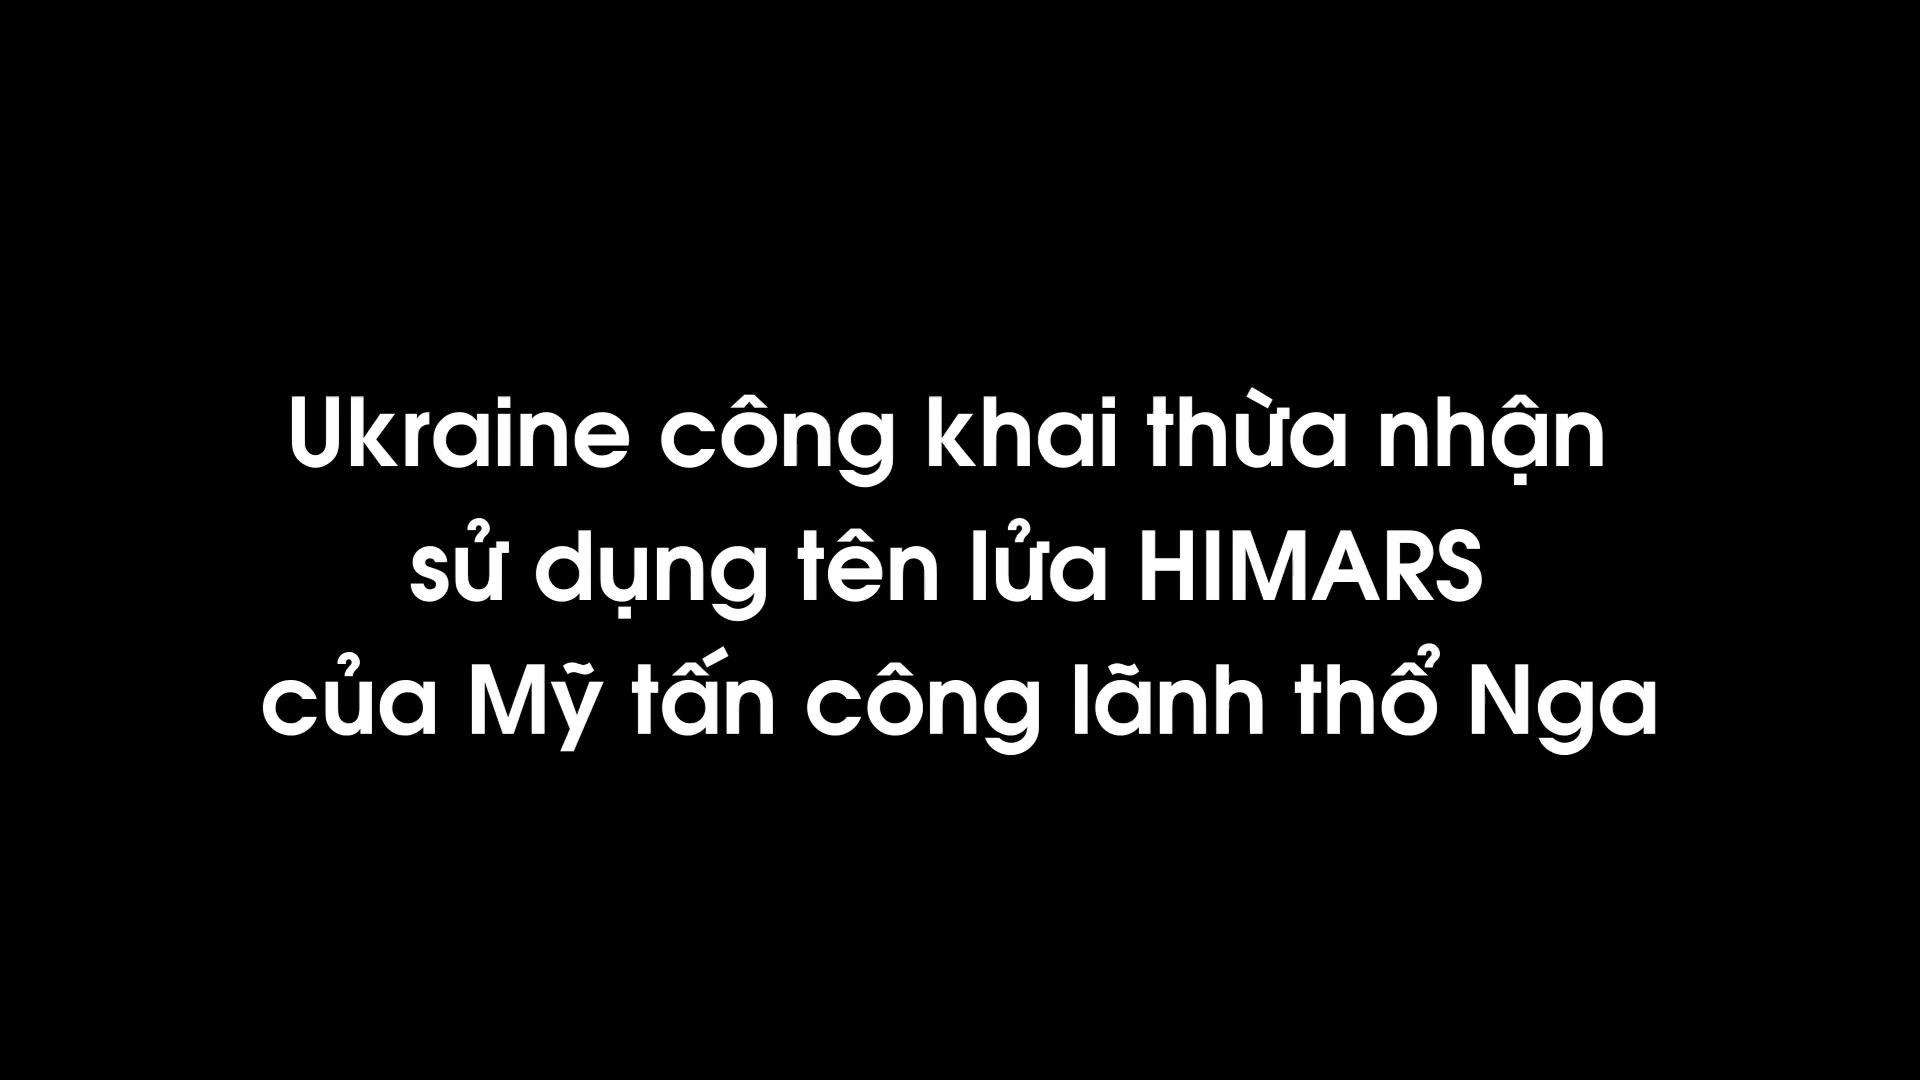 Ukraine công khai thừa nhận
sử dụng tên lửa HIMARS
của Mỹ tấn công lãnh thổ Nga